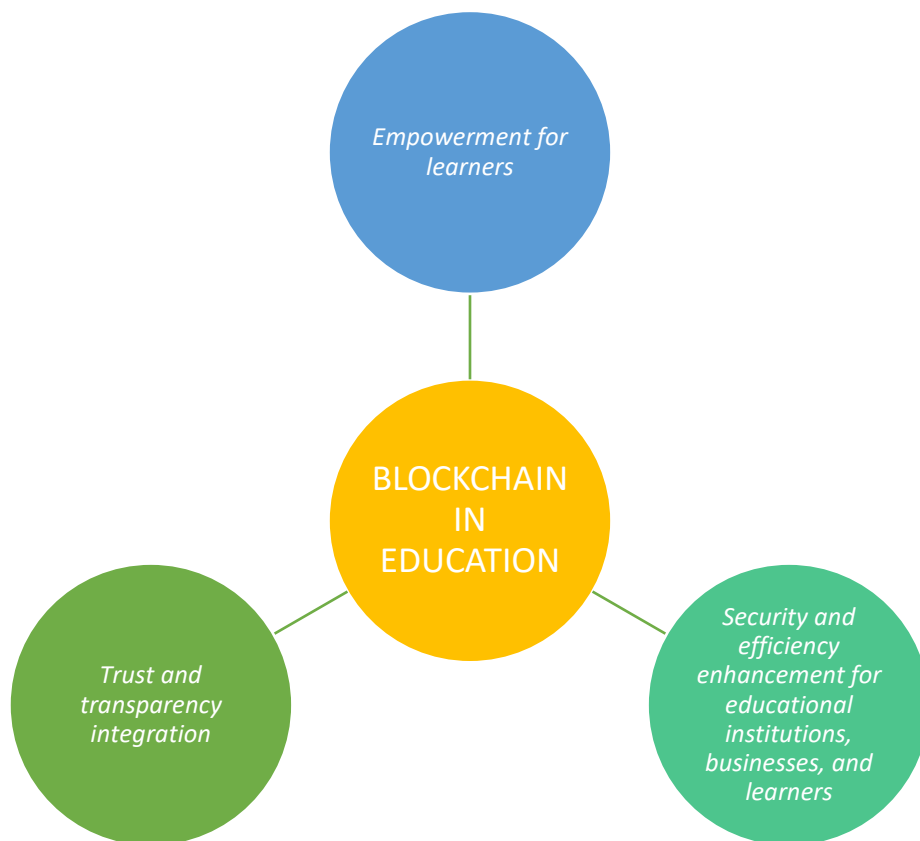 Empowerment for
learners
BLOCKCHAIN
IN
EDUCATION
Trust and
transparency
integration
Security and
efficiency
enhancement for
educational
institutions,
businesses, and
learners